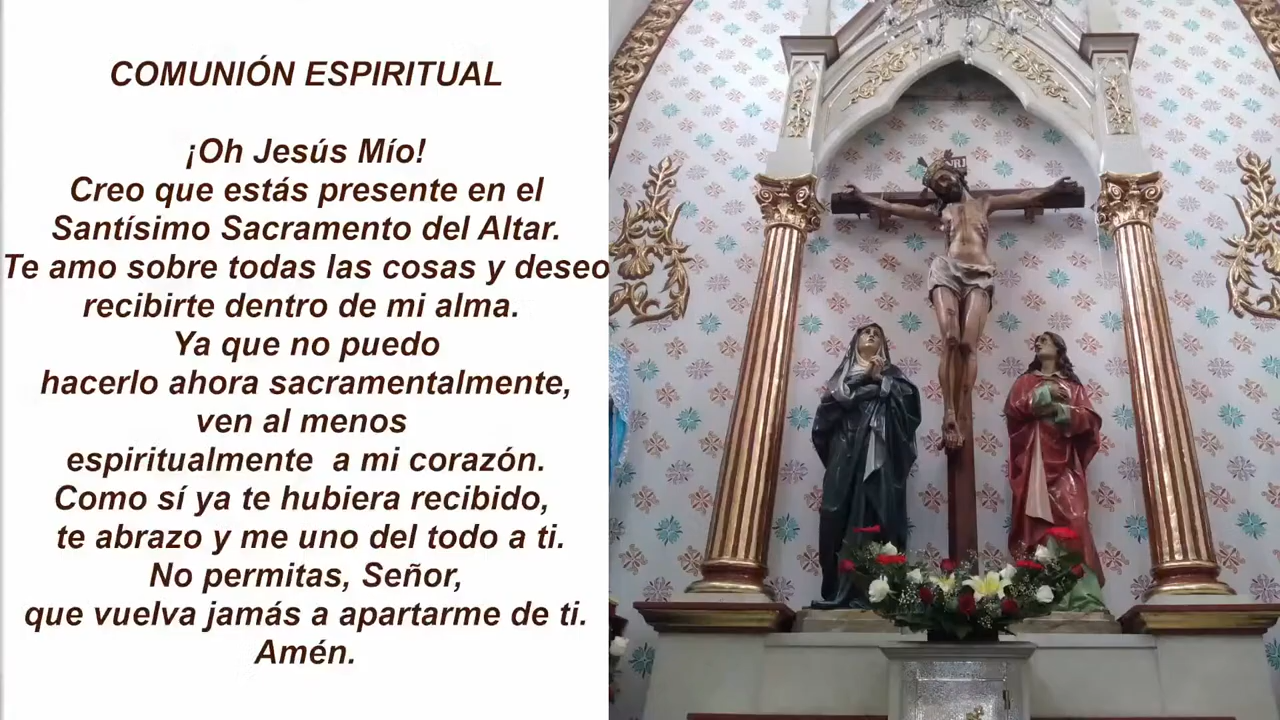 COMUNIÓN ESPIRITUAL
¡Oh Jesús Mío!
Creo que estás presente en el
Santísimo Sacramento del Altar.
Te amo sobre todas las cosas y deseo
recibirte dentro de mi alma.
Ya que no puedo
hacerlo ahora sacramentalmente,
ven al menos
espiritualmente  a mi corazón.
Como sí ya te hubiera recibido,
te abrazo y me uno del todo a ti.
No permitas, Señor,
que vuelva jamás a apartarme de ti.
Amén.
INRI